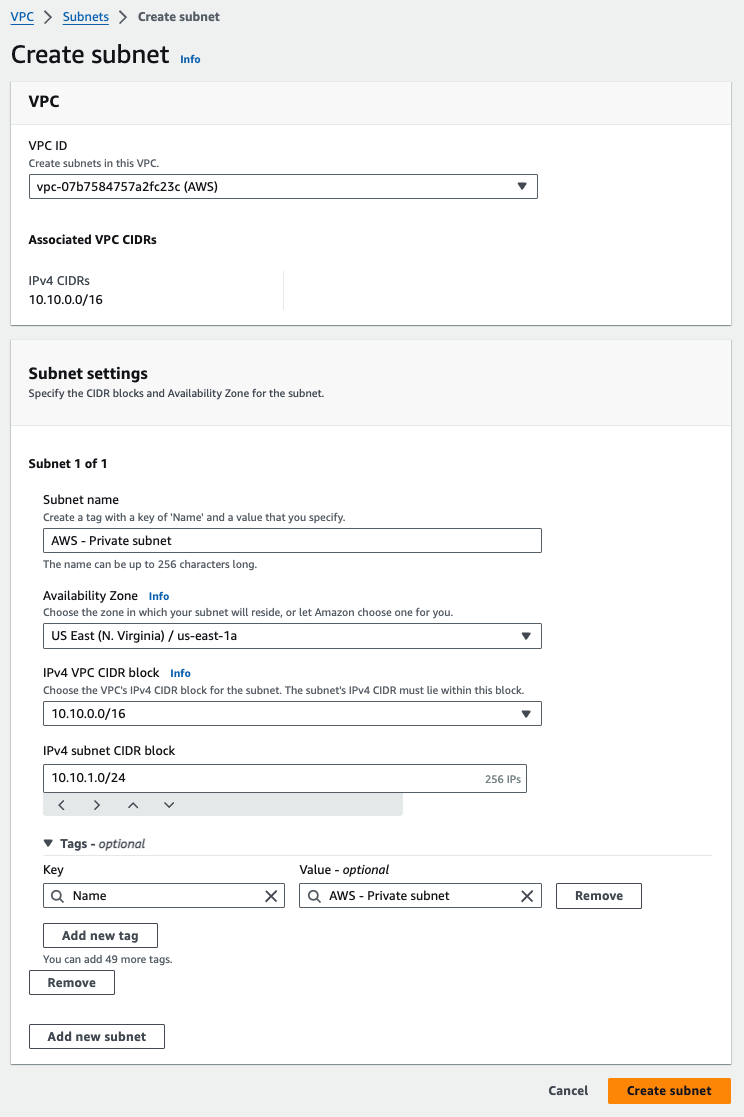 VPC > Subnets > Create subnet
Create subnet Info
VPC
VPC ID
Create subnets in this VPC.
vpc-07b7584757a2fc23c (AWS)
Associated VPC CIDRs
IPv4 CIDRs
10.10.0.0/16
Subnet settings
Specify the CIDR blocks and Availability Zone for the subnet.
Subnet 1 of 1
Subnet name
Create a tag with a key of 'Name' and a value that you specify.
AWS - Private subnet
The name can be up to 256 characters long.
Availability Zone Info
Choose the zone in which your subnet will reside, or let Amazon choose one for you.
US East (N. Virginia) / us-east-1a
IPv4 VPC CIDR block Info
Choose the VPC's IPv4 CIDR block for the subnet. The subnet's IPv4 CIDR must lie within this block.
10.10.0.0/16
IPv4 subnet CIDR block
10.10.1.0/24 256 IPs
Tags - optional
Key Value - optional
Name AWS - Private subnet Remove
Add new tag
You can add 49 more tags.
Remove
Add new subnet
Cancel Create subnet